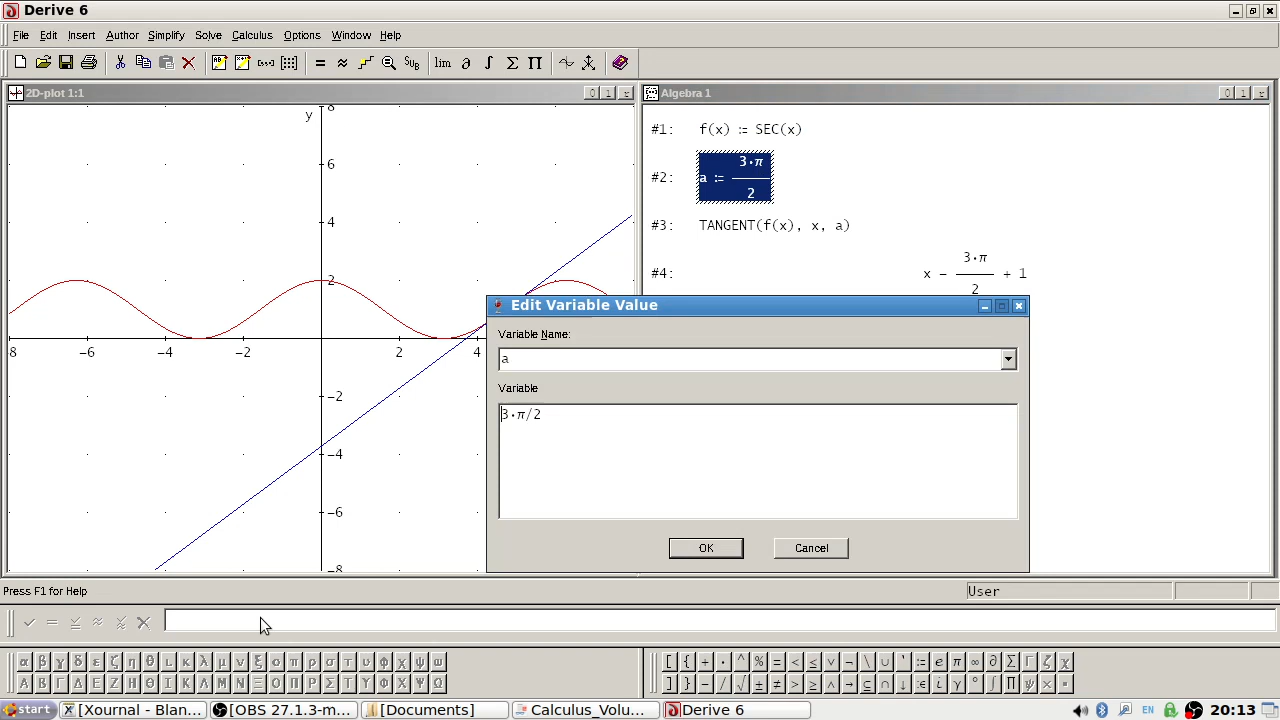 Derive 6
File Edit Insert Author Simplify Solve Calculus Options Window Help
= ≈ Sub lim ∂ ∫ Σ Π
2D-plot 1:1
Algebra 1
y
8
6
4
2
-2
-4
-6
-8
8 -6 -4 -2 2 4
#1: f(x) := SEC(x)
#2: a := 3·π/2
#3: TANGENT(f(x), x, a)
#4: x - 3·π/2 + 1
Edit Variable Value
Variable Name:
a
Variable
3·π/2
OK Cancel
Press F1 for Help
User
α β γ δ ε ζ η θ ι κ λ μ ν ξ ο π ρ σ τ υ φ χ ψ ω
Α Β Γ Δ Ε Ζ Η Θ Ι Κ Λ Μ Ν Ξ Ο Π Ρ Σ Τ Υ Φ Χ Ψ Ω
[ { + · ^ % = < ≤ ∨ ¬ \ ∪ ' := e π ∞ ∂ Σ Γ ζ χ
] } - / √ ± ≠ > ≥ ∧ → ⊆ ∩ ↓ :∈ i γ ° ∫ Π ψ ×
start [Xournal - Blan... [OBS 27.1.3-m... [Documents] Calculus_Volu... Derive 6 EN 20:13